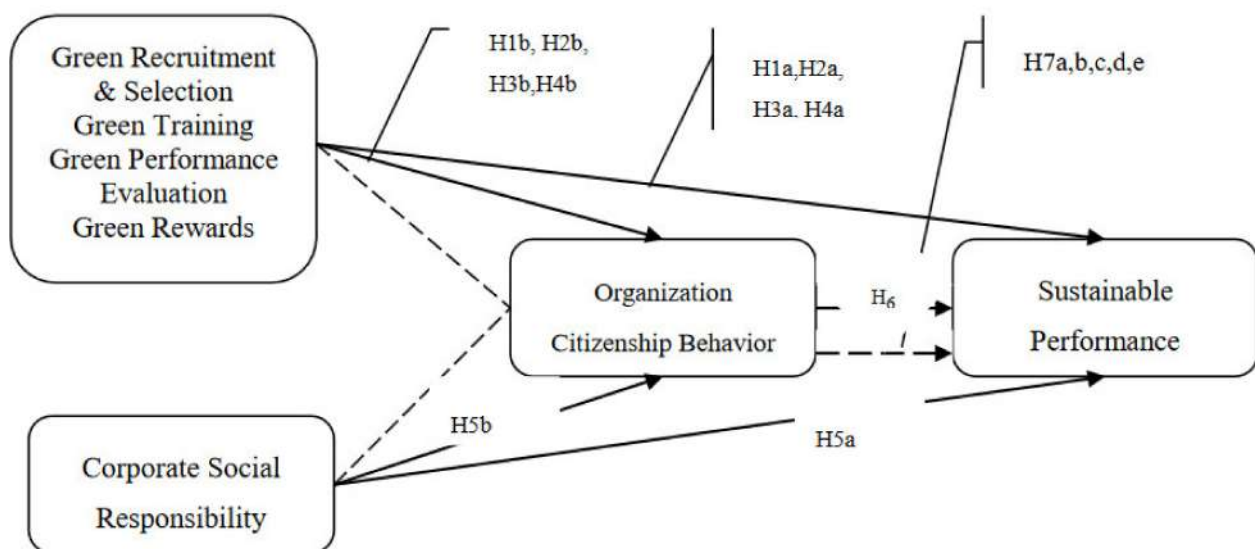 Green Recruitment
& Selection
Green Training
Green Performance
Evaluation
Green Rewards
H1b, H2b,
H3b,H4b
H1a,H2a,
H3a. H4a
H7a,b,c,d,e
Organization
Citizenship Behavior
H6
Sustainable
Performance
H5b
H5a
Corporate Social
Responsibility